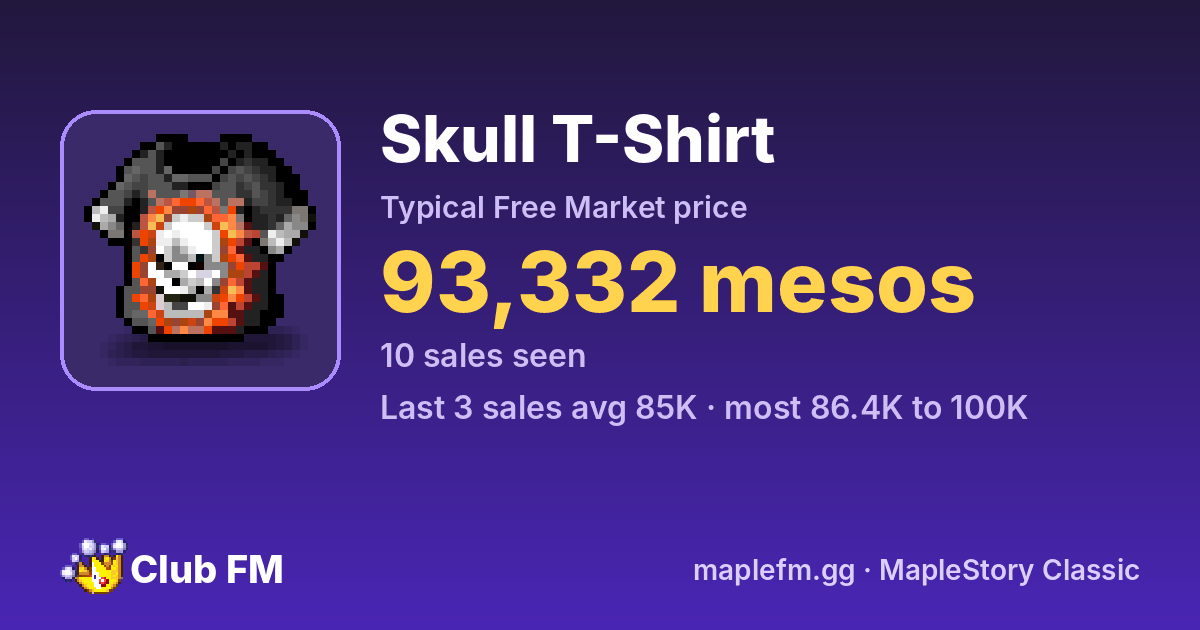 Skull T-Shirt
Typical Free Market price
93,332 mesos
10 sales seen
Last 3 sales avg 85K · most 86.4K to 100K
Club FM
maplefm.gg · MapleStory Classic